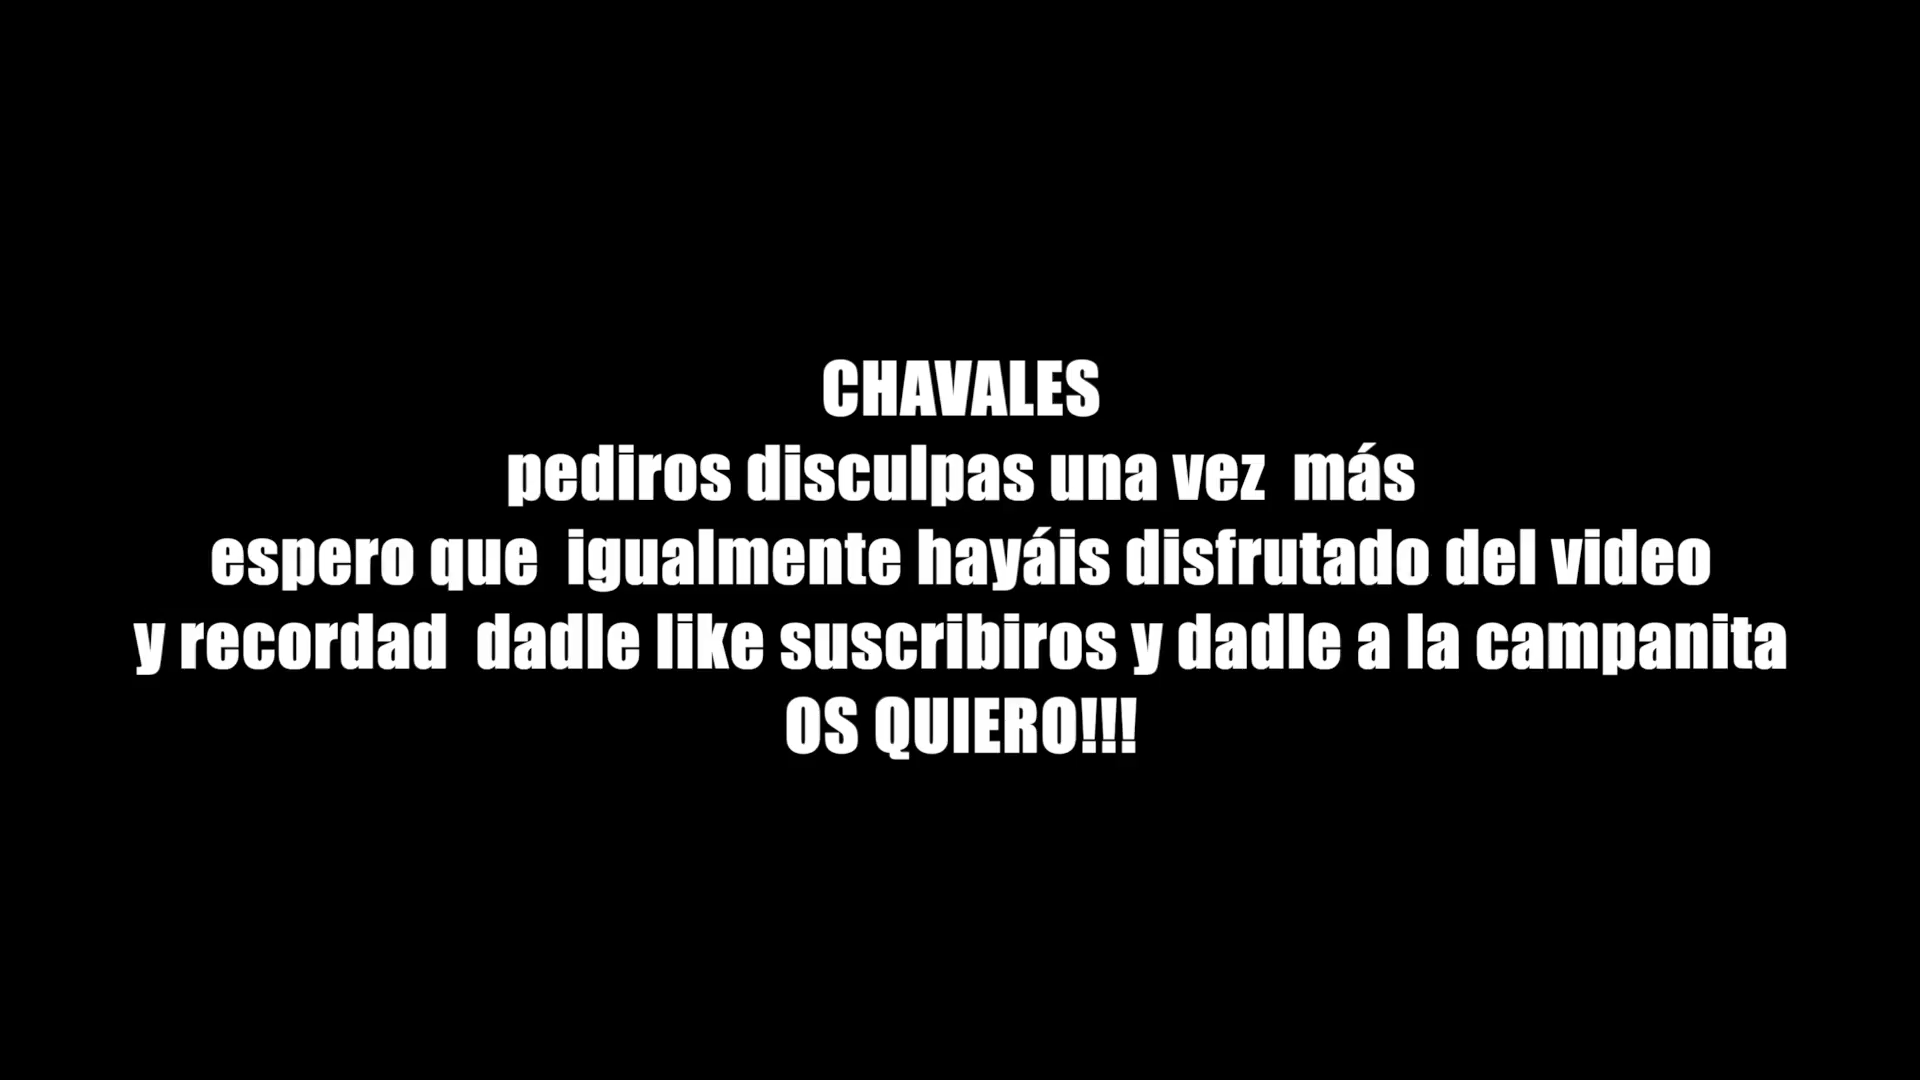 CHAVALES
pediros disculpas una vez  más
espero que  igualmente hayáis disfrutado del video
y recordad  dadle like suscribiros y dadle a la campanita
OS QUIERO!!!